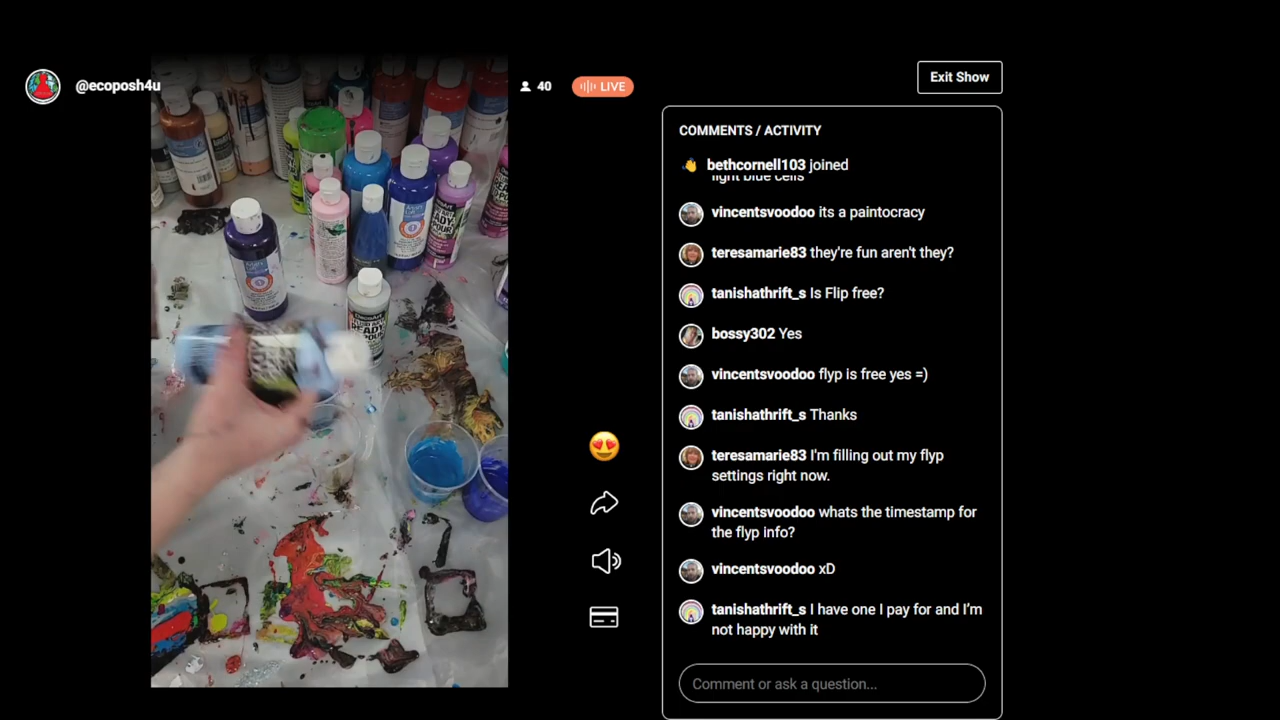 @ecoposh4u
40
LIVE
Exit Show
COMMENTS / ACTIVITY
bethcornell103 joined
light blue cells
vincentsvoodoo its a paintocracy
teresamarie83 they're fun aren't they?
tanishathrift_s Is Flip free?
bossy302 Yes
vincentsvoodoo flyp is free yes =)
tanishathrift_s Thanks
teresamarie83 I'm filling out my flyp
settings right now.
vincentsvoodoo whats the timestamp for
the flyp info?
vincentsvoodoo xD
tanishathrift_s I have one I pay for and I'm
not happy with it
Comment or ask a question...